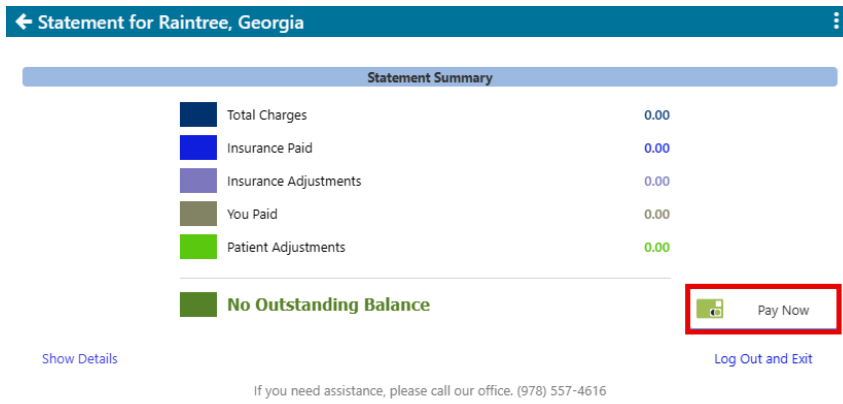 Statement for Raintree, Georgia
Statement Summary
Total Charges 0.00
Insurance Paid 0.00
Insurance Adjustments 0.00
You Paid 0.00
Patient Adjustments 0.00
No Outstanding Balance
Pay Now
Show Details
Log Out and Exit
If you need assistance, please call our office. (978) 557-4616